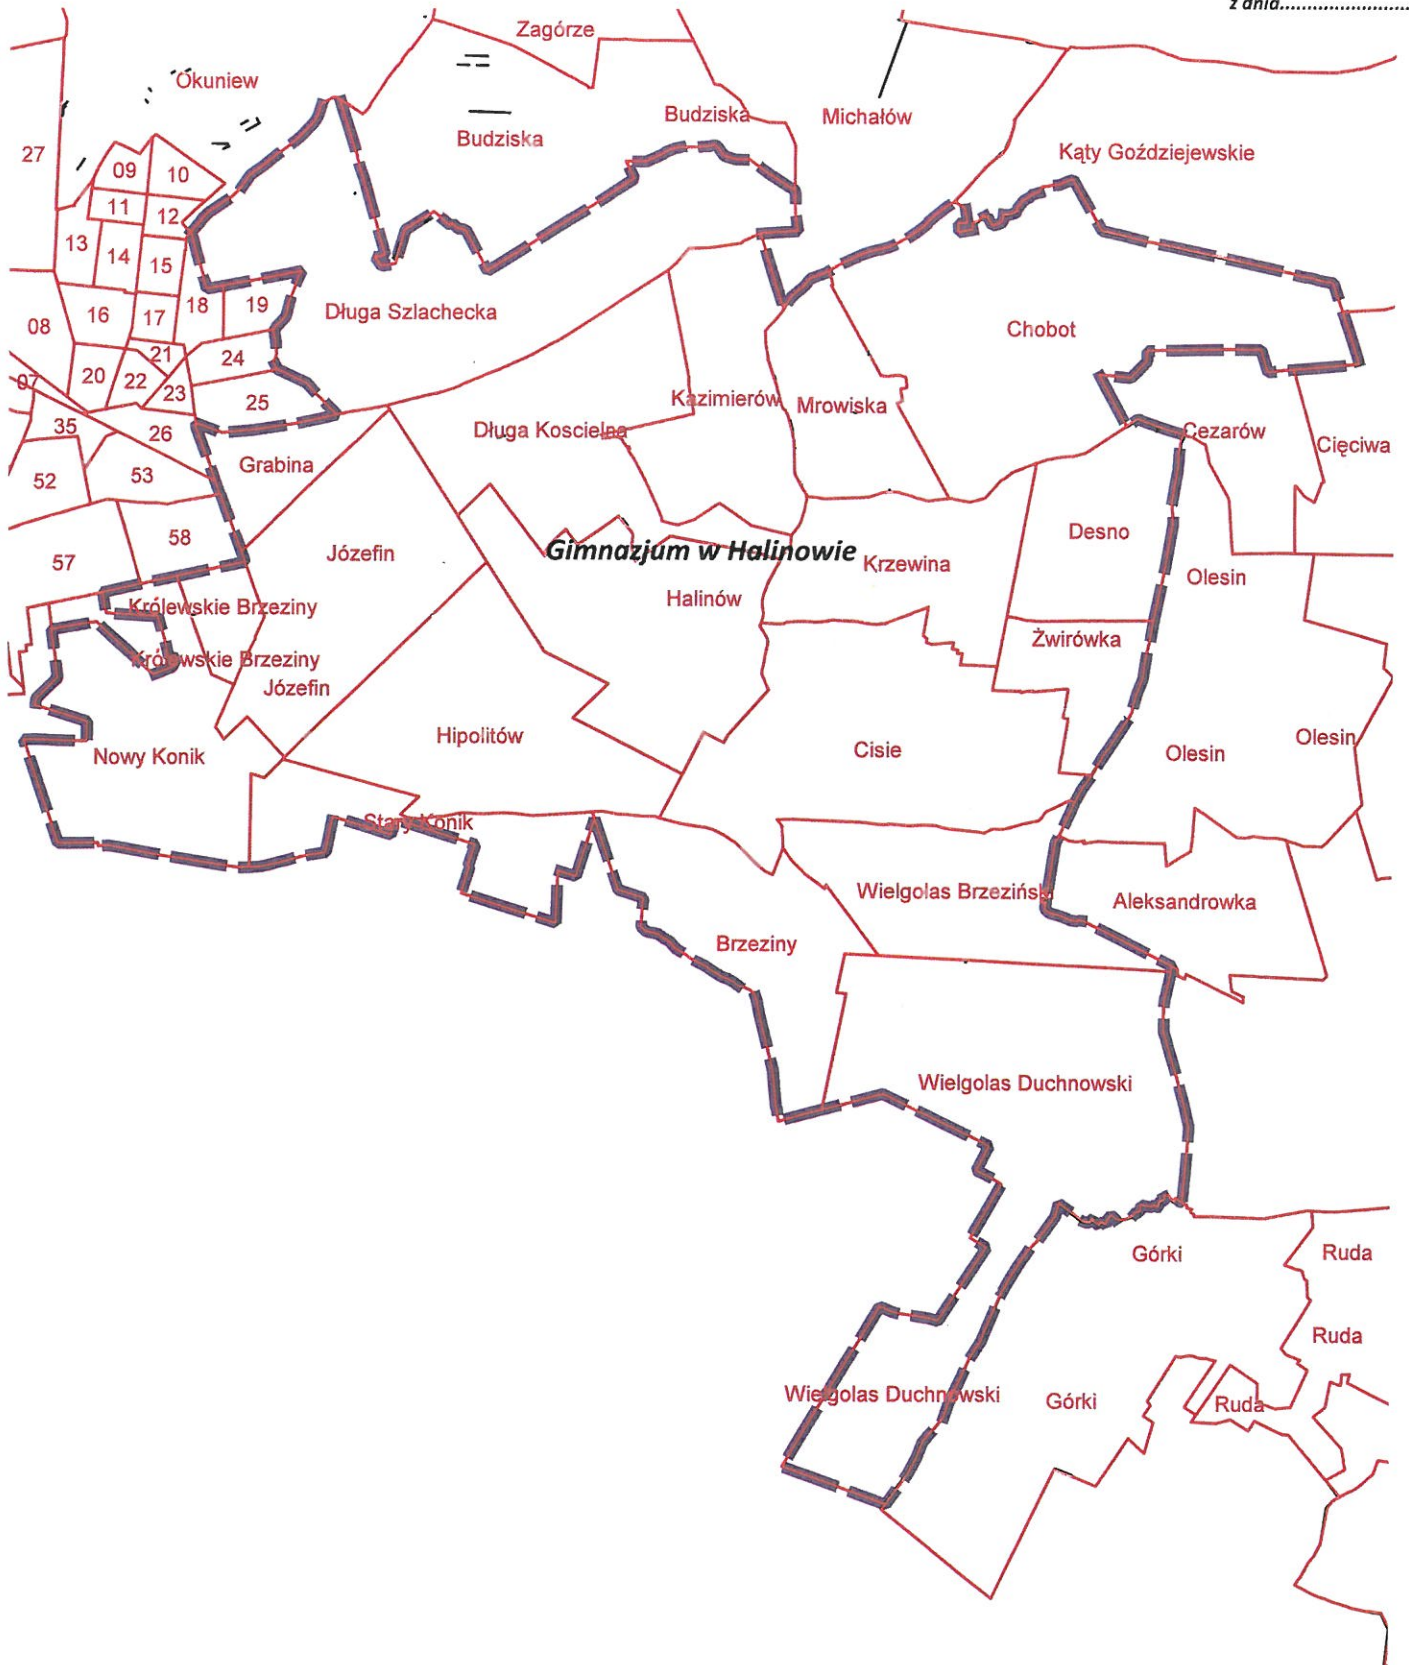 z dnia........................
Zagórze
Okuniew
Budziska
Michałów
Budziska
Kąty Goździejewskie
27
09
10
11
12
13
14
15
18
19
16
17
08
Długa Szlachecka
Chobot
21
24
07
20
22
23
25
Kazimierów
Mrowiska
35
26
Długa Koscielna
Cezarów
Cięciwa
52
53
Grabina
Desno
58
57
Józefin
Gimnazjum w Halinowie
Krzewina
Olesin
Królewskie Brzeziny
Halinów
Żwirówka
Królewskie Brzeziny
Józefin
Nowy Konik
Hipolitów
Cisie
Olesin
Olesin
Stary Konik
Wielgolas Brzeziński
Aleksandrowka
Brzeziny
Wielgolas Duchnowski
Górki
Ruda
Ruda
Wielgolas Duchnowski
Górki
Ruda